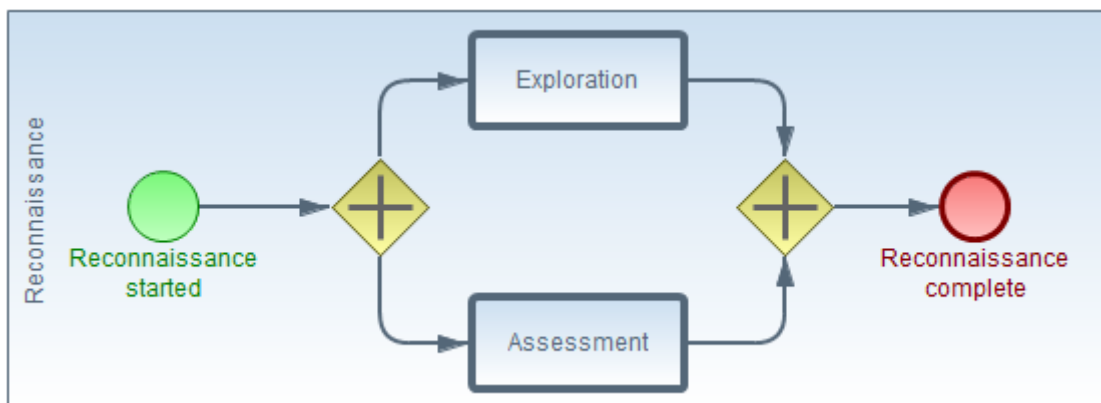 Reconnaissance
Reconnaissance
started
Exploration
Assessment
Reconnaissance
complete